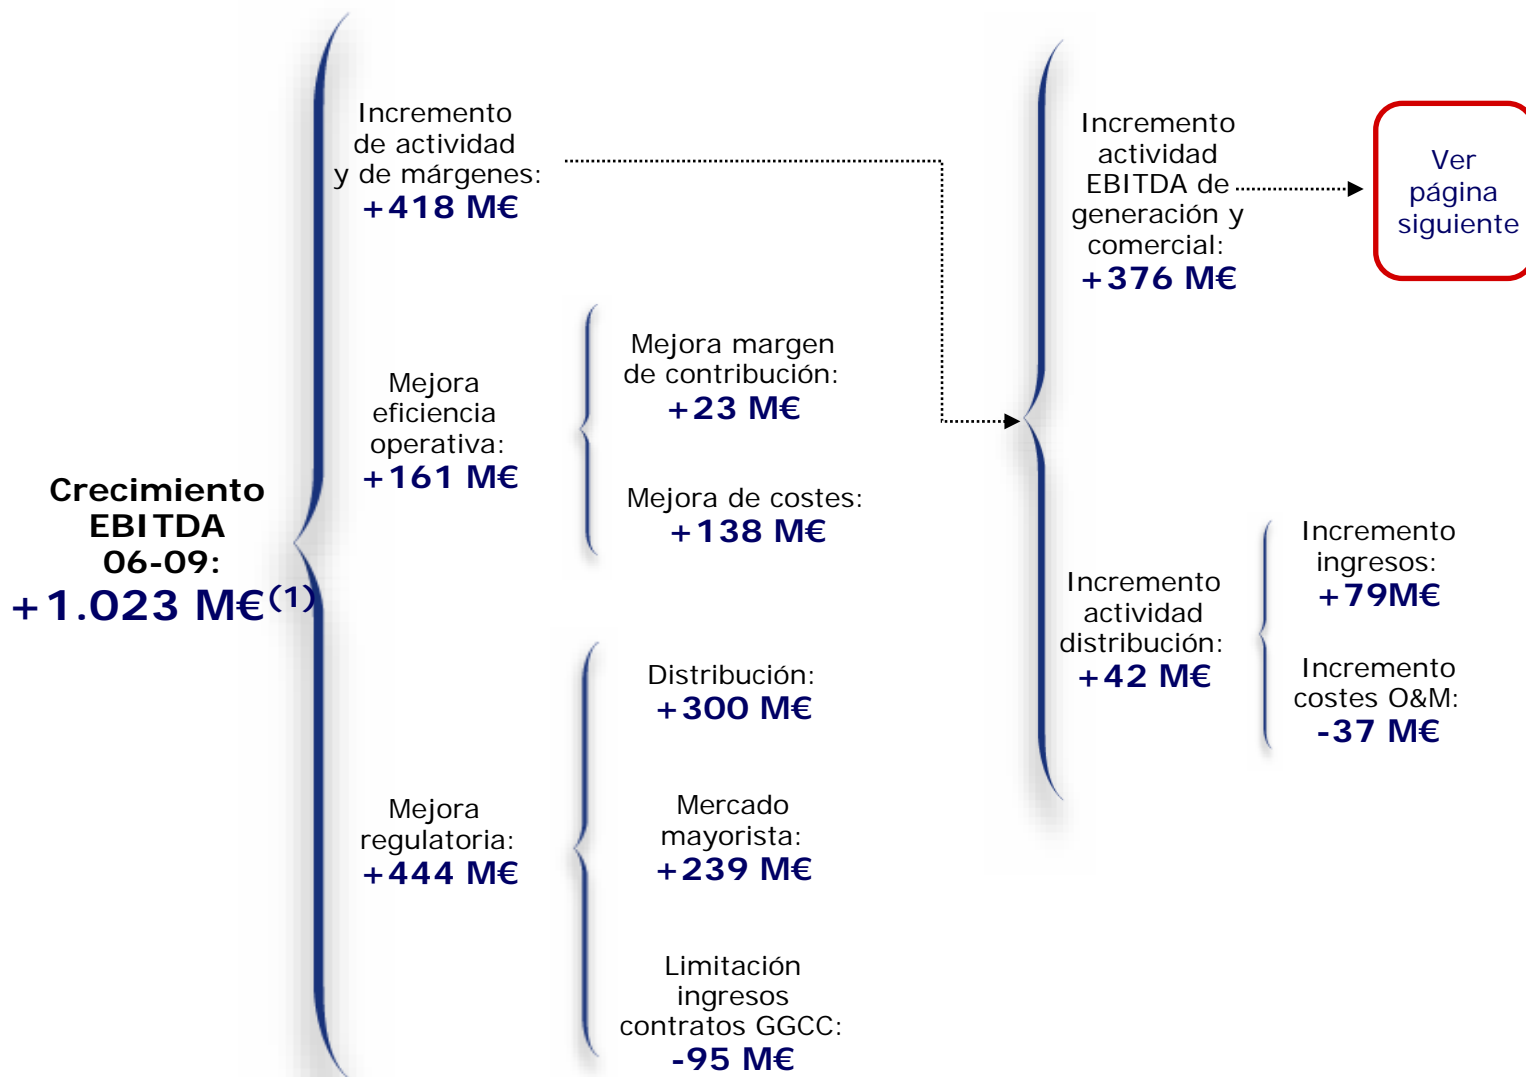 Crecimiento
EBITDA
06-09:
+1.023 M€(1)
Incremento
de actividad
y de márgenes:
+418 M€
Mejora
eficiencia
operativa:
+161 M€
Mejora margen
de contribución:
+23 M€
Mejora de costes:
+138 M€
Mejora
regulatoria:
+444 M€
Distribución:
+300 M€
Mercado
mayorista:
+239 M€
Limitación
ingresos
contratos GGCC:
-95 M€
Incremento
actividad
EBITDA de
generación y
comercial:
+376 M€
Ver
página
siguiente
Incremento
actividad
distribución:
+42 M€
Incremento
ingresos:
+79M€
Incremento
costes O&M:
-37 M€